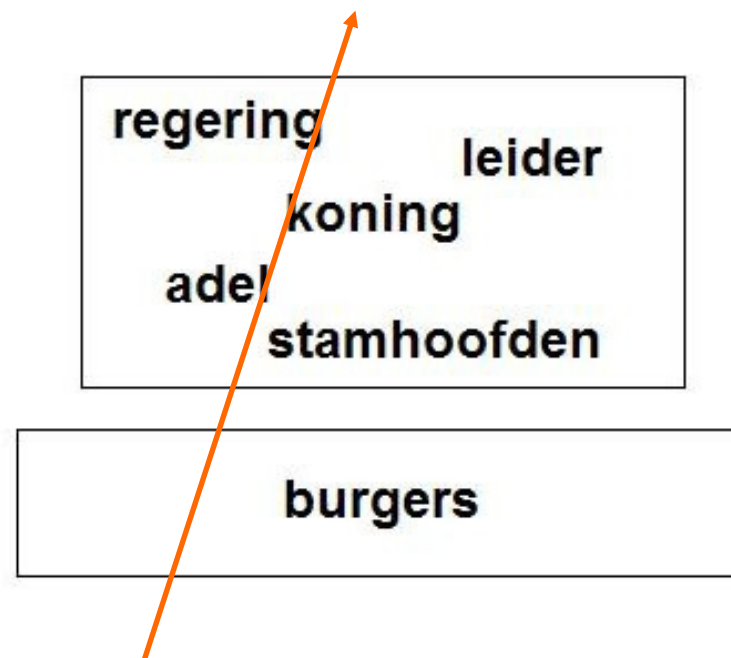 regering
leider
koning
adel
stamhoofden
burgers